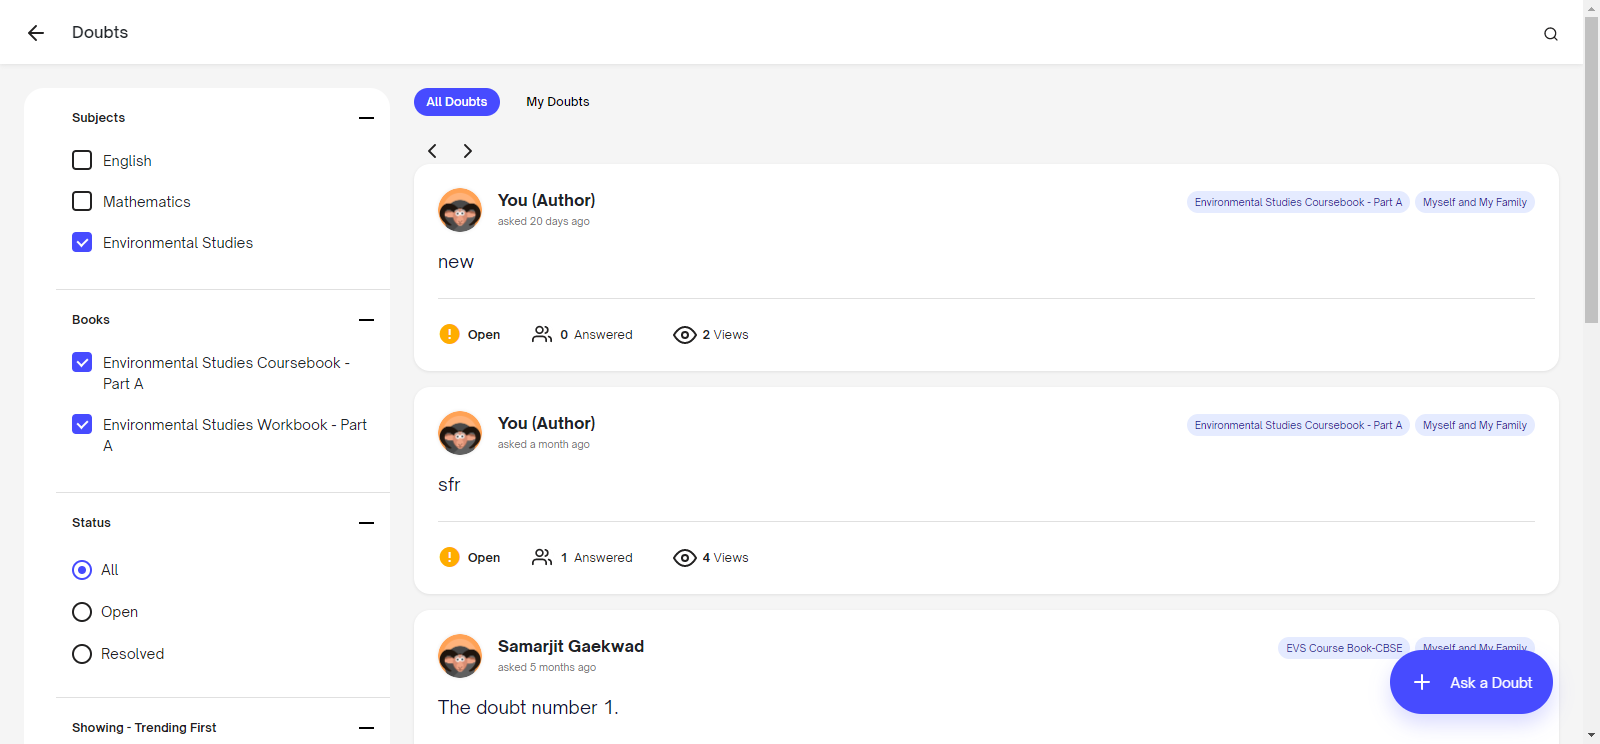 Doubts
Subjects
English
Mathematics
Environmental Studies
Books
Environmental Studies Coursebook -
Part A
Environmental Studies Workbook - Part
A
Status
All
Open
Resolved
Showing - Trending First
All Doubts
My Doubts
You (Author)
asked 20 days ago
Environmental Studies Coursebook - Part A
Myself and My Family
new
Open
0 Answered
2 Views
You (Author)
asked a month ago
Environmental Studies Coursebook - Part A
Myself and My Family
sfr
Open
1 Answered
4 Views
Samarjit Gaekwad
asked 5 months ago
EVS Course Book-CBSE
Myself and My Family
The doubt number 1.
Ask a Doubt